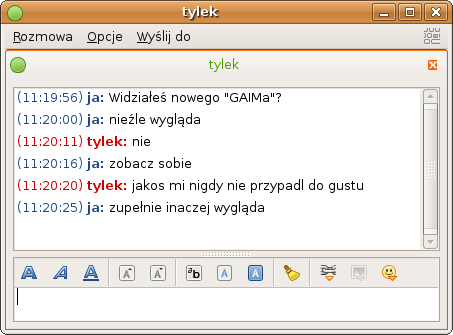 tylek
Rozmowa Opcje Wyślij do
tylek
(11:19:56) ja: Widziałeś nowego "GAIMa"?
(11:20:00) ja: nieźle wygląda
(11:20:11) tylek: nie
(11:20:16) ja: zobacz sobie
(11:20:20) tylek: jakos mi nigdy nie przypadl do gustu
(11:20:25) ja: zupełnie inaczej wygląda
A A A A A ab A A